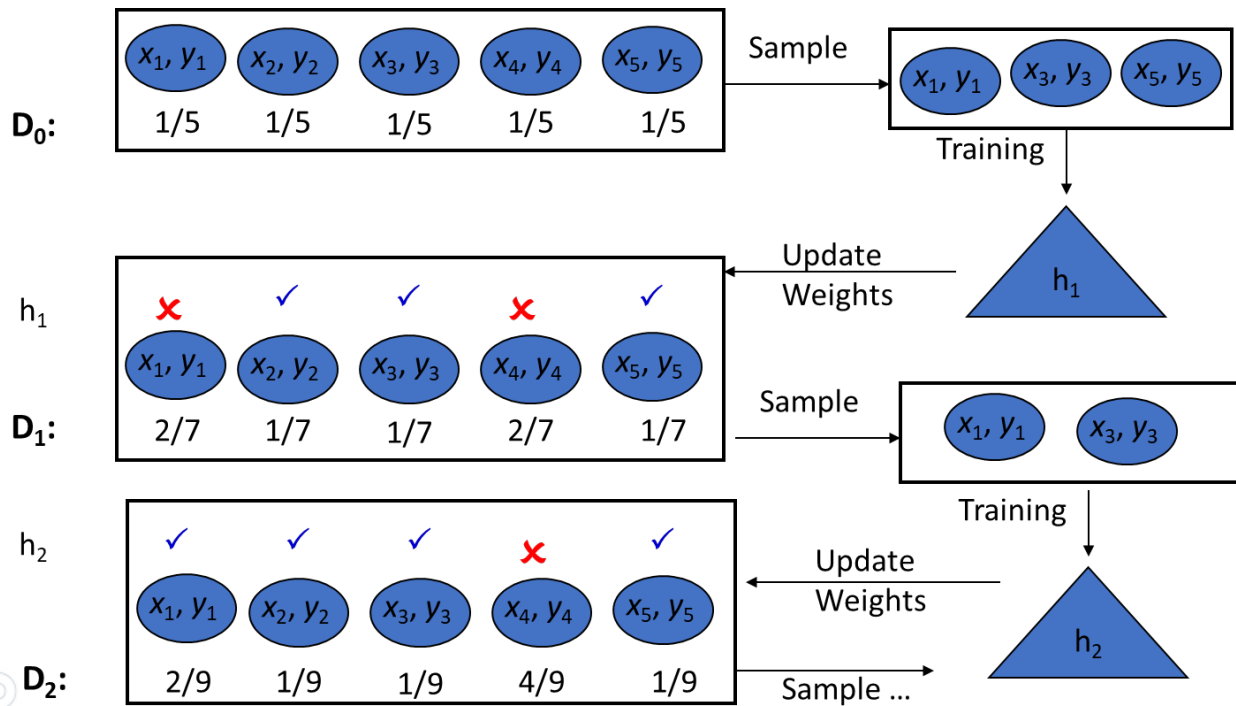 x₁, y₁ x₂, y₂ x₃, y₃ x₄, y₄ x₅, y₅
D₀: 1/5 1/5 1/5 1/5 1/5
Sample
x₁, y₁ x₃, y₃ x₅, y₅
Training
h₁
Update
Weights
h₁
x₁, y₁ x₂, y₂ x₃, y₃ x₄, y₄ x₅, y₅
D₁: 2/7 1/7 1/7 2/7 1/7
Sample
x₁, y₁ x₃, y₃
Training
h₂
Update
Weights
h₂
x₁, y₁ x₂, y₂ x₃, y₃ x₄, y₄ x₅, y₅
D₂: 2/9 1/9 1/9 4/9 1/9
Sample ...